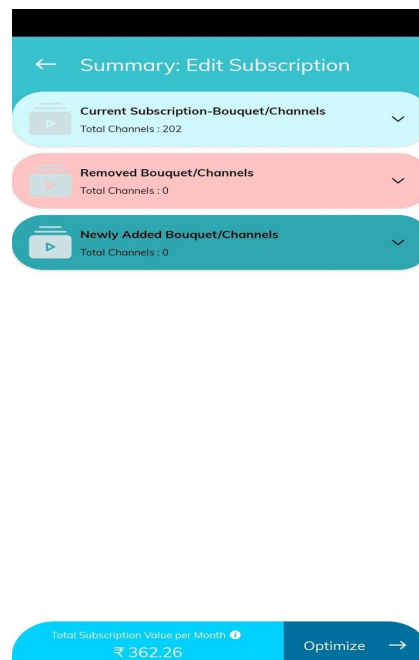 Summary: Edit Subscription
Current Subscription-Bouquet/Channels
Total Channels : 202
Removed Bouquet/Channels
Total Channels : 0
Newly Added Bouquet/Channels
Total Channels : 0
Total Subscription Value per Month
₹ 362.26
Optimize